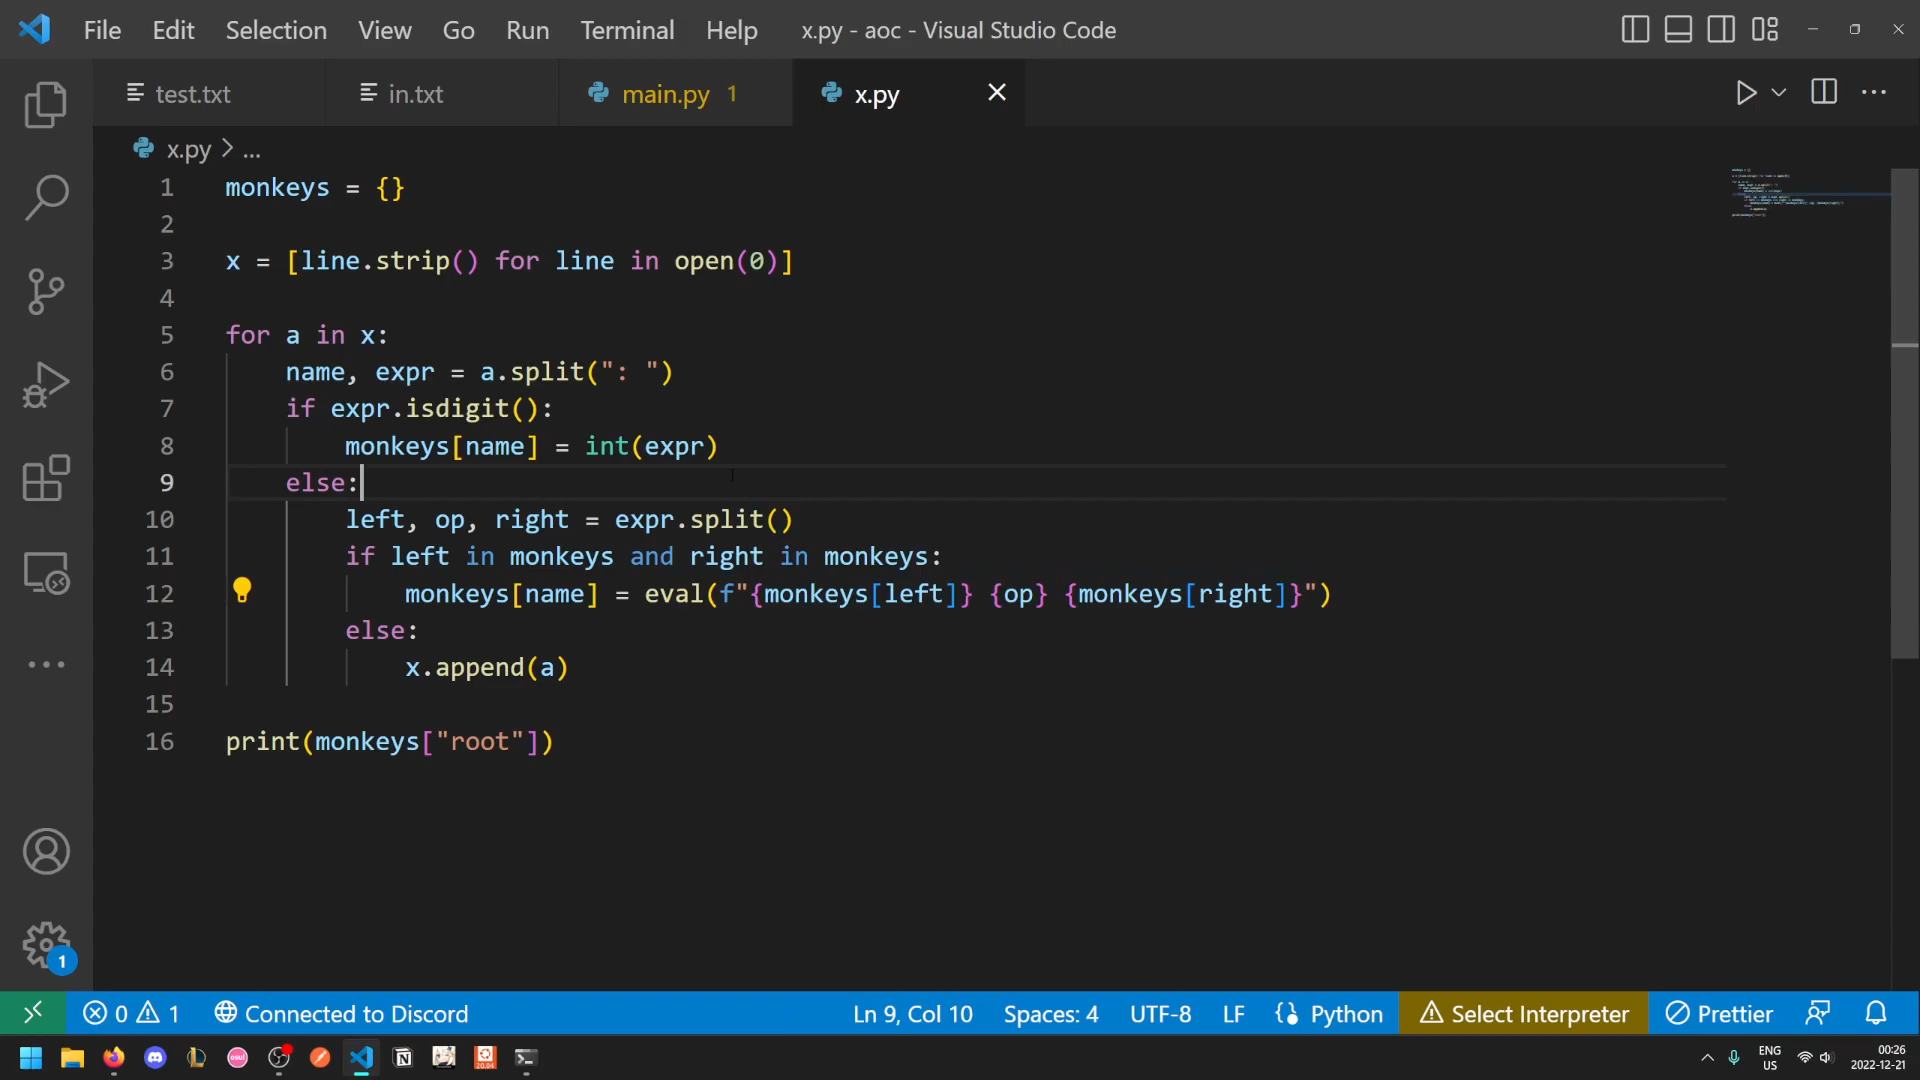 File Edit Selection View Go Run Terminal Help x.py - aoc - Visual Studio Code
test.txt in.txt main.py 1 x.py
x.py > ...
1 monkeys = {}
2
3 x = [line.strip() for line in open(0)]
4
5 for a in x:
6     name, expr = a.split(": ")
7     if expr.isdigit():
8         monkeys[name] = int(expr)
9     else:
10         left, op, right = expr.split()
11         if left in monkeys and right in monkeys:
12             monkeys[name] = eval(f"{monkeys[left]} {op} {monkeys[right]}")
13         else:
14             x.append(a)
15
16 print(monkeys["root"])
1
0 1 Connected to Discord Ln 9, Col 10 Spaces: 4 UTF-8 LF Python Select Interpreter Prettier
osu! 20.04 ENG US 00:26 2022-12-21